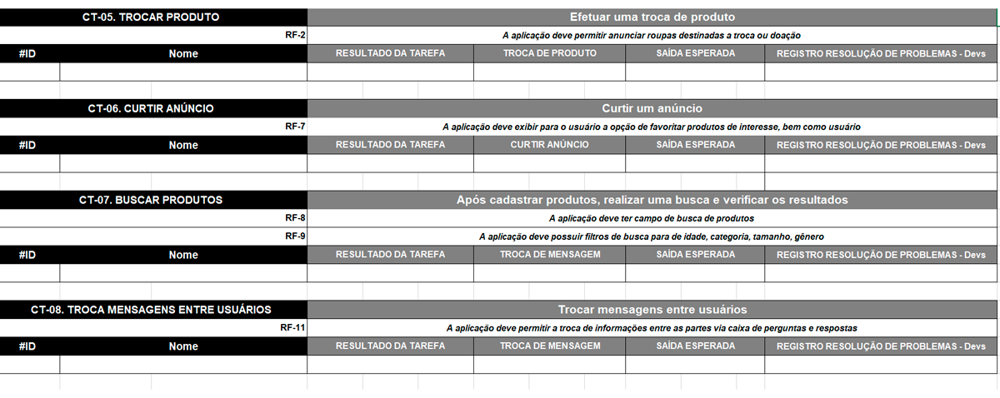 CT-05. TROCAR PRODUTO Efetuar uma troca de produto
RF-2 A aplicação deve permitir anunciar roupas destinadas a troca ou doação
#ID Nome RESULTADO DA TAREFA TROCA DE PRODUTO SAÍDA ESPERADA REGISTRO RESOLUÇÃO DE PROBLEMAS - Devs
CT-06. CURTIR ANÚNCIO Curtir um anúncio
RF-7 A aplicação deve exibir para o usuário a opção de favoritar produtos de interesse, bem como usuário
#ID Nome RESULTADO DA TAREFA CURTIR ANÚNCIO SAÍDA ESPERADA REGISTRO RESOLUÇÃO DE PROBLEMAS - Devs
CT-07. BUSCAR PRODUTOS Após cadastrar produtos, realizar uma busca e verificar os resultados
RF-8 A aplicação deve ter campo de busca de produtos
RF-9 A aplicação deve possuir filtros de busca para de idade, categoria, tamanho, gênero
#ID Nome RESULTADO DA TAREFA TROCA DE MENSAGEM SAÍDA ESPERADA REGISTRO RESOLUÇÃO DE PROBLEMAS - Devs
CT-08. TROCA MENSAGENS ENTRE USUÁRIOS Trocar mensagens entre usuários
RF-11 A aplicação deve permitir a troca de informações entre as partes via caixa de perguntas e respostas
#ID Nome RESULTADO DA TAREFA TROCA DE MENSAGEM SAÍDA ESPERADA REGISTRO RESOLUÇÃO DE PROBLEMAS - Devs